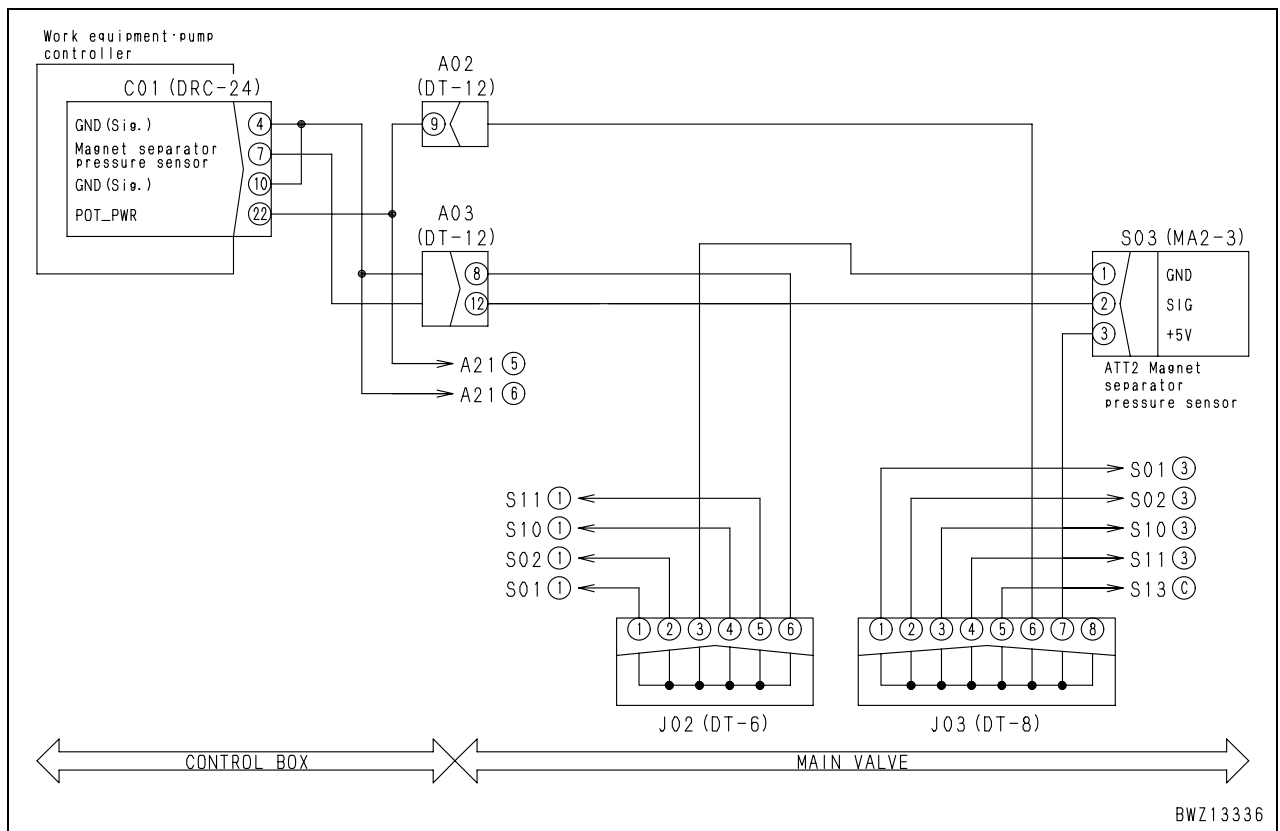 Work equipment·pump
controller
C01 (DRC-24)
GND (Sig.) 4
Magnet separator
pressure sensor 7
GND (Sig.) 10
POT_PWR 22
A02
(DT-12)
9
A03
(DT-12)
8
12
A21 5
A21 6
S03 (MA2-3)
1 GND
2 SIG
3 +5V
ATT2 Magnet
separator
pressure sensor
S11 1
S10 1
S02 1
S01 1
S01 3
S02 3
S10 3
S11 3
S13 C
1 2 3 4 5 6
J02 (DT-6)
1 2 3 4 5 6 7 8
J03 (DT-8)
CONTROL BOX
MAIN VALVE
BWZ13336